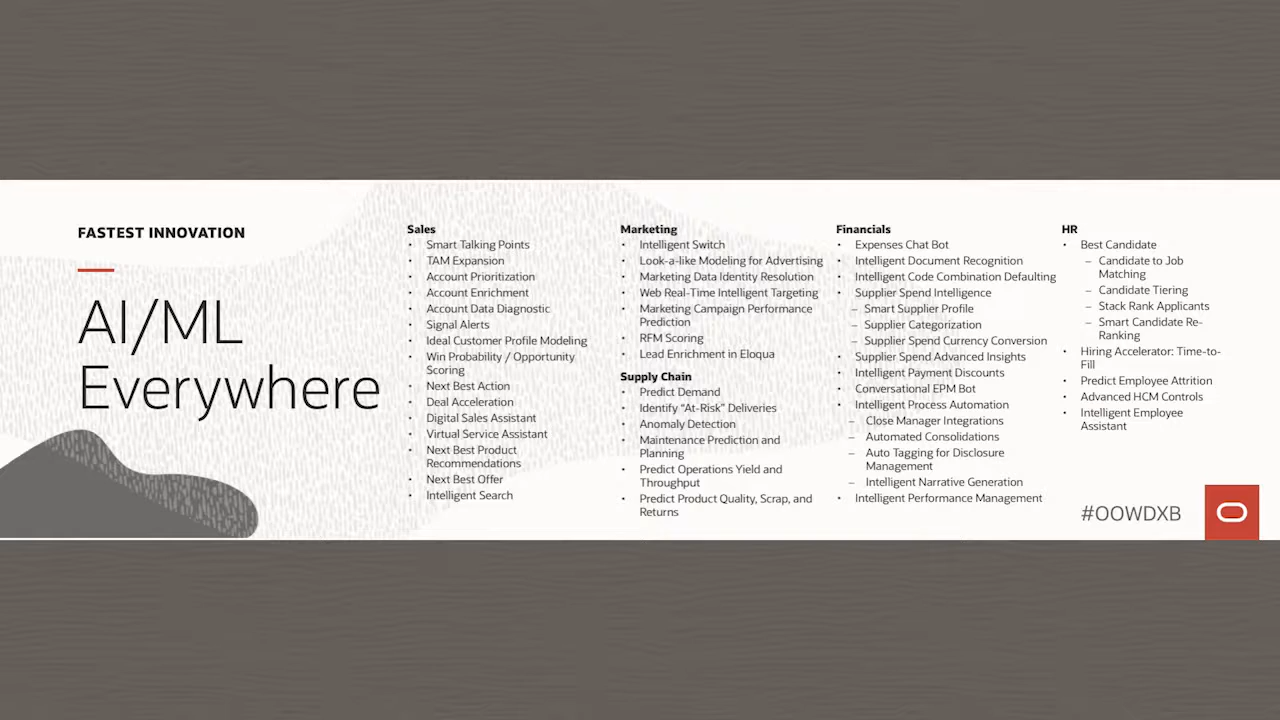 FASTEST INNOVATION
AI/ML
Everywhere
Sales
• Smart Talking Points
• TAM Expansion
• Account Prioritization
• Account Enrichment
• Account Data Diagnostic
• Signal Alerts
• Ideal Customer Profile Modeling
• Win Probability / Opportunity
Scoring
• Next Best Action
• Deal Acceleration
• Digital Sales Assistant
• Virtual Service Assistant
• Next Best Product
Recommendations
• Next Best Offer
• Intelligent Search
Marketing
• Intelligent Switch
• Look-a-like Modeling for Advertising
• Marketing Data Identity Resolution
• Web Real-Time Intelligent Targeting
• Marketing Campaign Performance
Prediction
• RFM Scoring
• Lead Enrichment in Eloqua
Supply Chain
• Predict Demand
• Identify “At-Risk” Deliveries
• Anomaly Detection
• Maintenance Prediction and
Planning
• Predict Operations Yield and
Throughput
• Predict Product Quality, Scrap, and
Returns
Financials
• Expenses Chat Bot
• Intelligent Document Recognition
• Intelligent Code Combination Defaulting
• Supplier Spend Intelligence
– Smart Supplier Profile
– Supplier Categorization
– Supplier Spend Currency Conversion
• Supplier Spend Advanced Insights
• Intelligent Payment Discounts
• Conversational EPM Bot
• Intelligent Process Automation
– Close Manager Integrations
– Automated Consolidations
– Auto Tagging for Disclosure
Management
– Intelligent Narrative Generation
• Intelligent Performance Management
HR
• Best Candidate
– Candidate to Job
Matching
– Candidate Tiering
– Stack Rank Applicants
– Smart Candidate Re-
Ranking
• Hiring Accelerator: Time-to-
Fill
• Predict Employee Attrition
• Advanced HCM Controls
• Intelligent Employee
Assistant
#OOWDXB